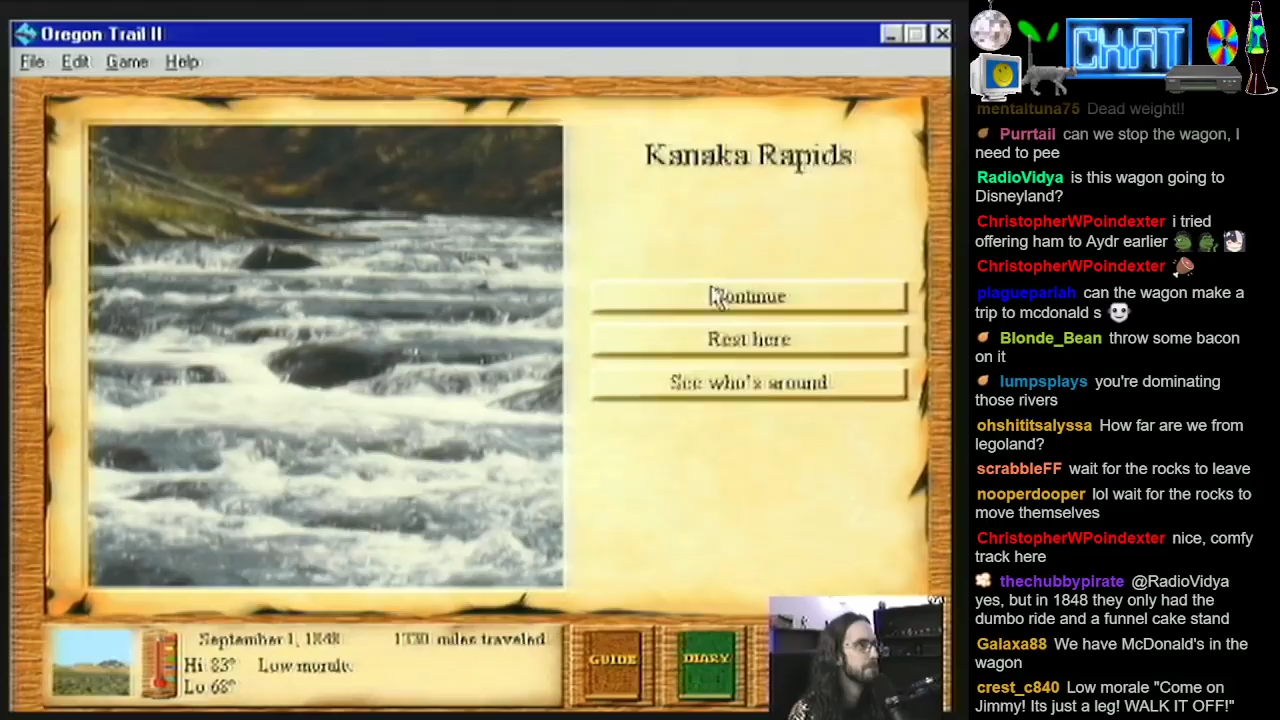 Oregon Trail II
File Edit Game Help
Kanaka Rapids
Continue
Rest here
See who's around
September 1, 1848
miles traveled
Hi 83° Low morale.
Lo 68°
GUIDE
DIARY
CHAT
mentaltuna75 Dead weight!!
Purrtail can we stop the wagon, I
need to pee
RadioVidya is this wagon going to
Disneyland?
ChristopherWPoindexter i tried
offering ham to Aydr earlier
ChristopherWPoindexter
plaguepariah can the wagon make a
trip to mcdonald s
Blonde_Bean throw some bacon
on it
lumpsplays you're dominating
those rivers
ohshititsalyssa How far are we from
legoland?
scrabbleFF wait for the rocks to leave
nooperdooper lol wait for the rocks to
move themselves
ChristopherWPoindexter nice, comfy
track here
thechubbypirate @RadioVidya
yes, but in 1848 they only had the
dumbo ride and a funnel cake stand
Galaxa88 We have McDonald's in the
wagon
crest_c840 Low morale "Come on
Jimmy! Its just a leg! WALK IT OFF!"